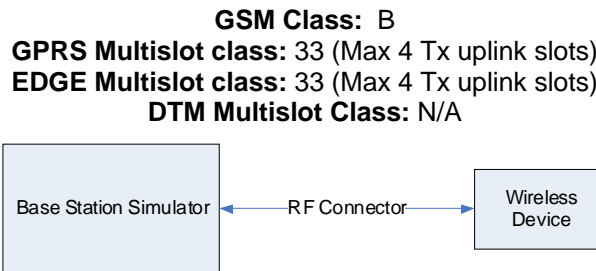 GSM Class: B
GPRS Multislot class: 33 (Max 4 Tx uplink slots)
EDGE Multislot class: 33 (Max 4 Tx uplink slots)
DTM Multislot Class: N/A
Base Station Simulator
RF Connector
Wireless
Device